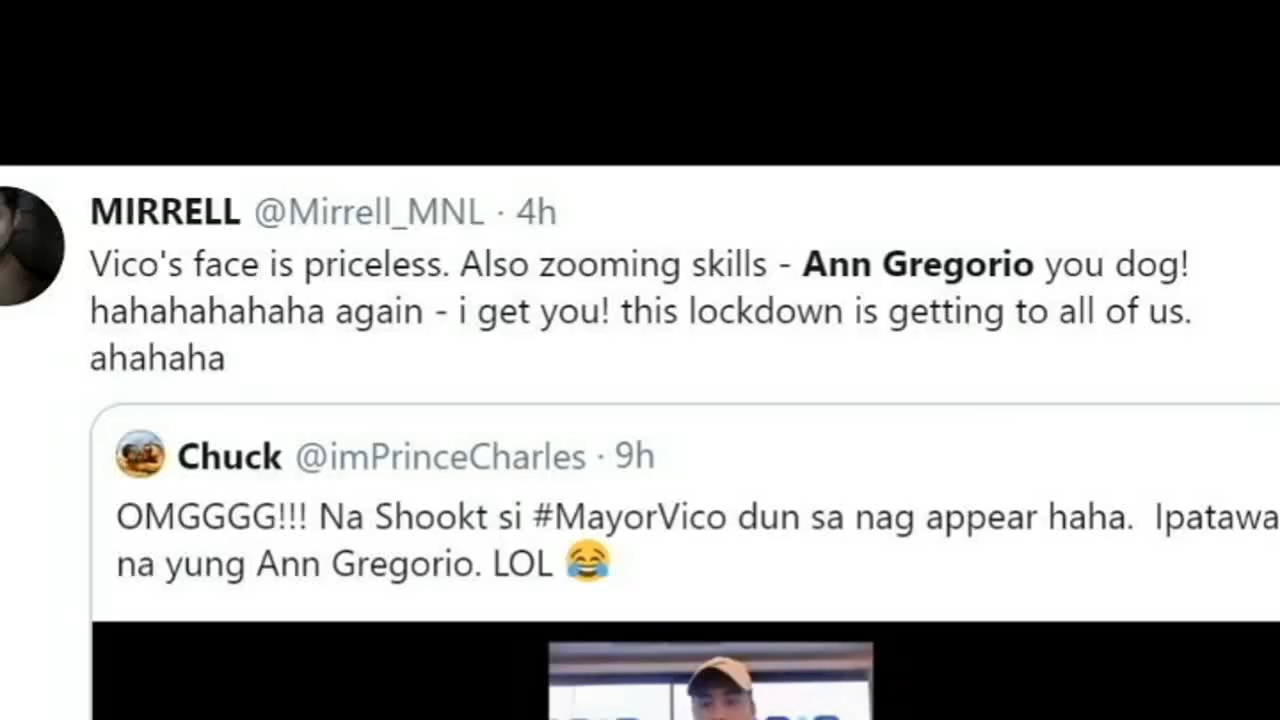 MIRRELL @Mirrell_MNL · 4h
Vico's face is priceless. Also zooming skills - Ann Gregorio you dog!
hahahahahaha again - i get you! this lockdown is getting to all of us.
ahahaha
Chuck @imPrinceCharles · 9h
OMGGGG!!! Na Shookt si #MayorVico dun sa nag appear haha. Ipatawa
na yung Ann Gregorio. LOL 😂